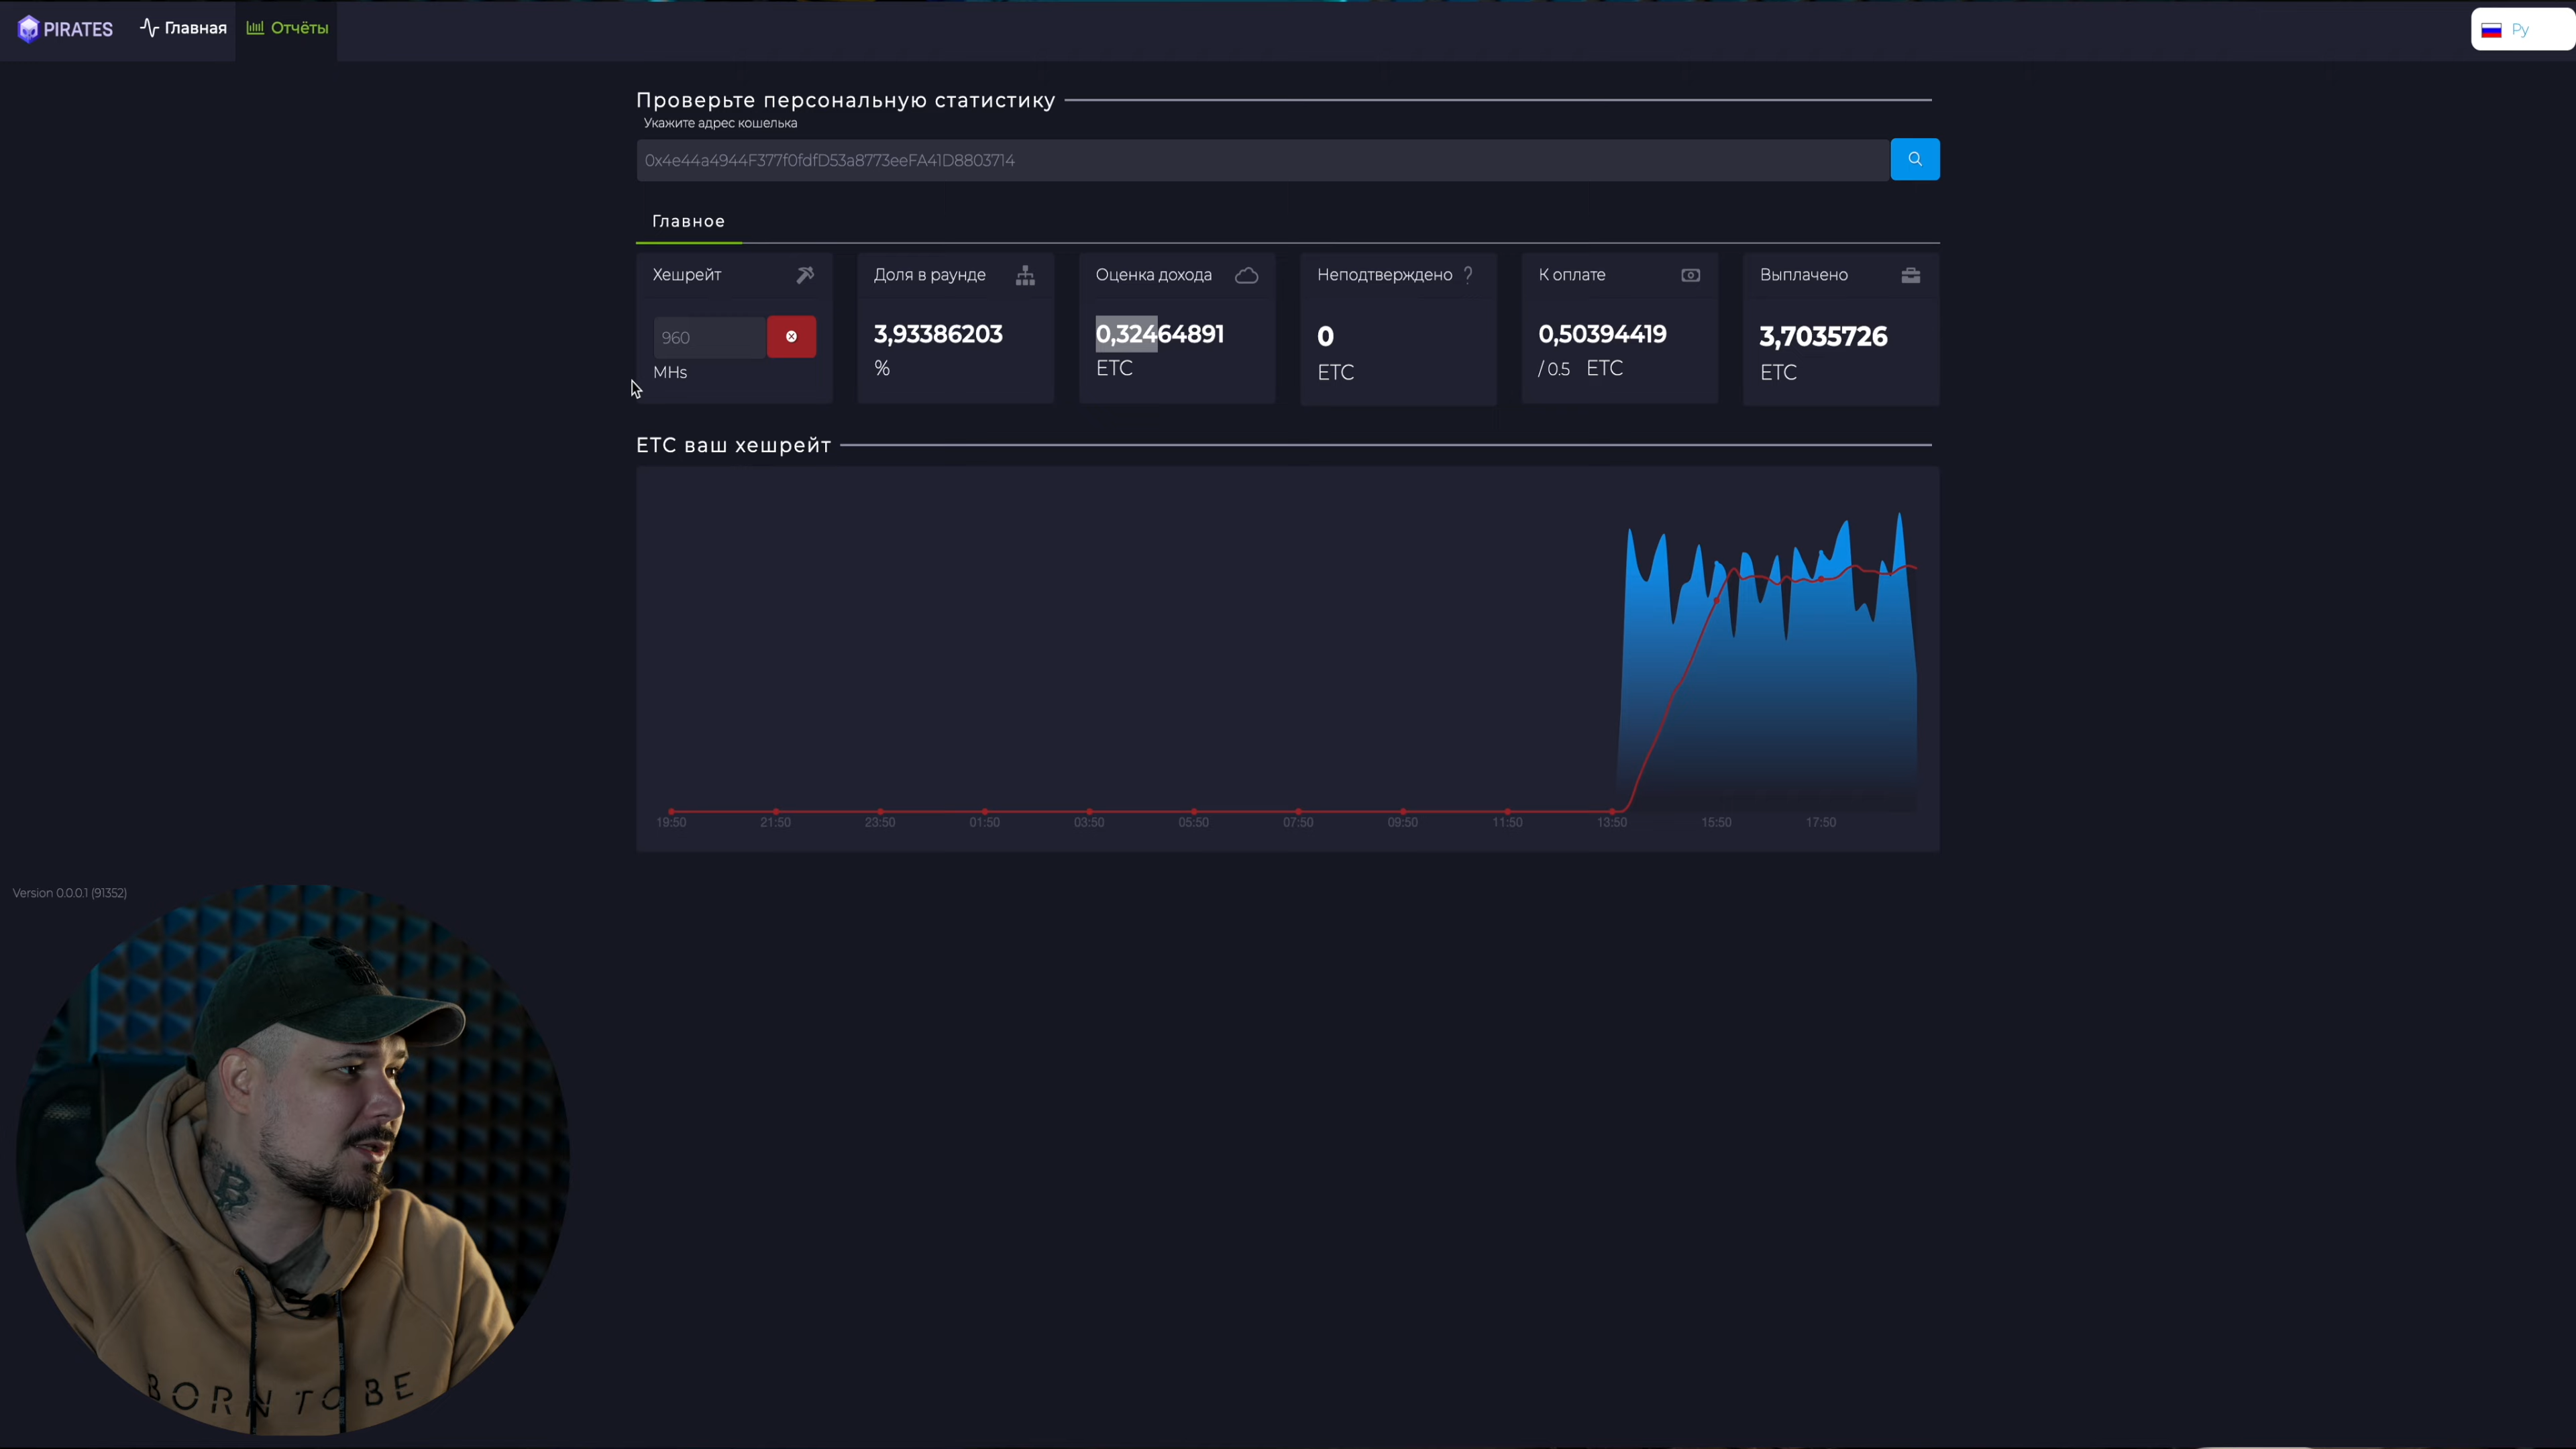 PIRATES Главная Отчёты Ру
Проверьте персональную статистику
Укажите адрес кошелька
0x4e44a4944F377f0fdfD53a8773eeFA41D8803714
Главное
Хешрейт
960
MHs
Доля в раунде
3,93386203
%
Оценка дохода
0,32464891
ETC
Неподтверждено ?
0
ETC
К оплате
0,50394419
/ 0.5 ETC
Выплачено
3,7035726
ETC
ETC ваш хешрейт
19:50 21:50 23:50 01:50 03:50 05:50 07:50 09:50 11:50 13:50 15:50 17:50
Version 0.0.0.1 (91352)
BORN TO BE